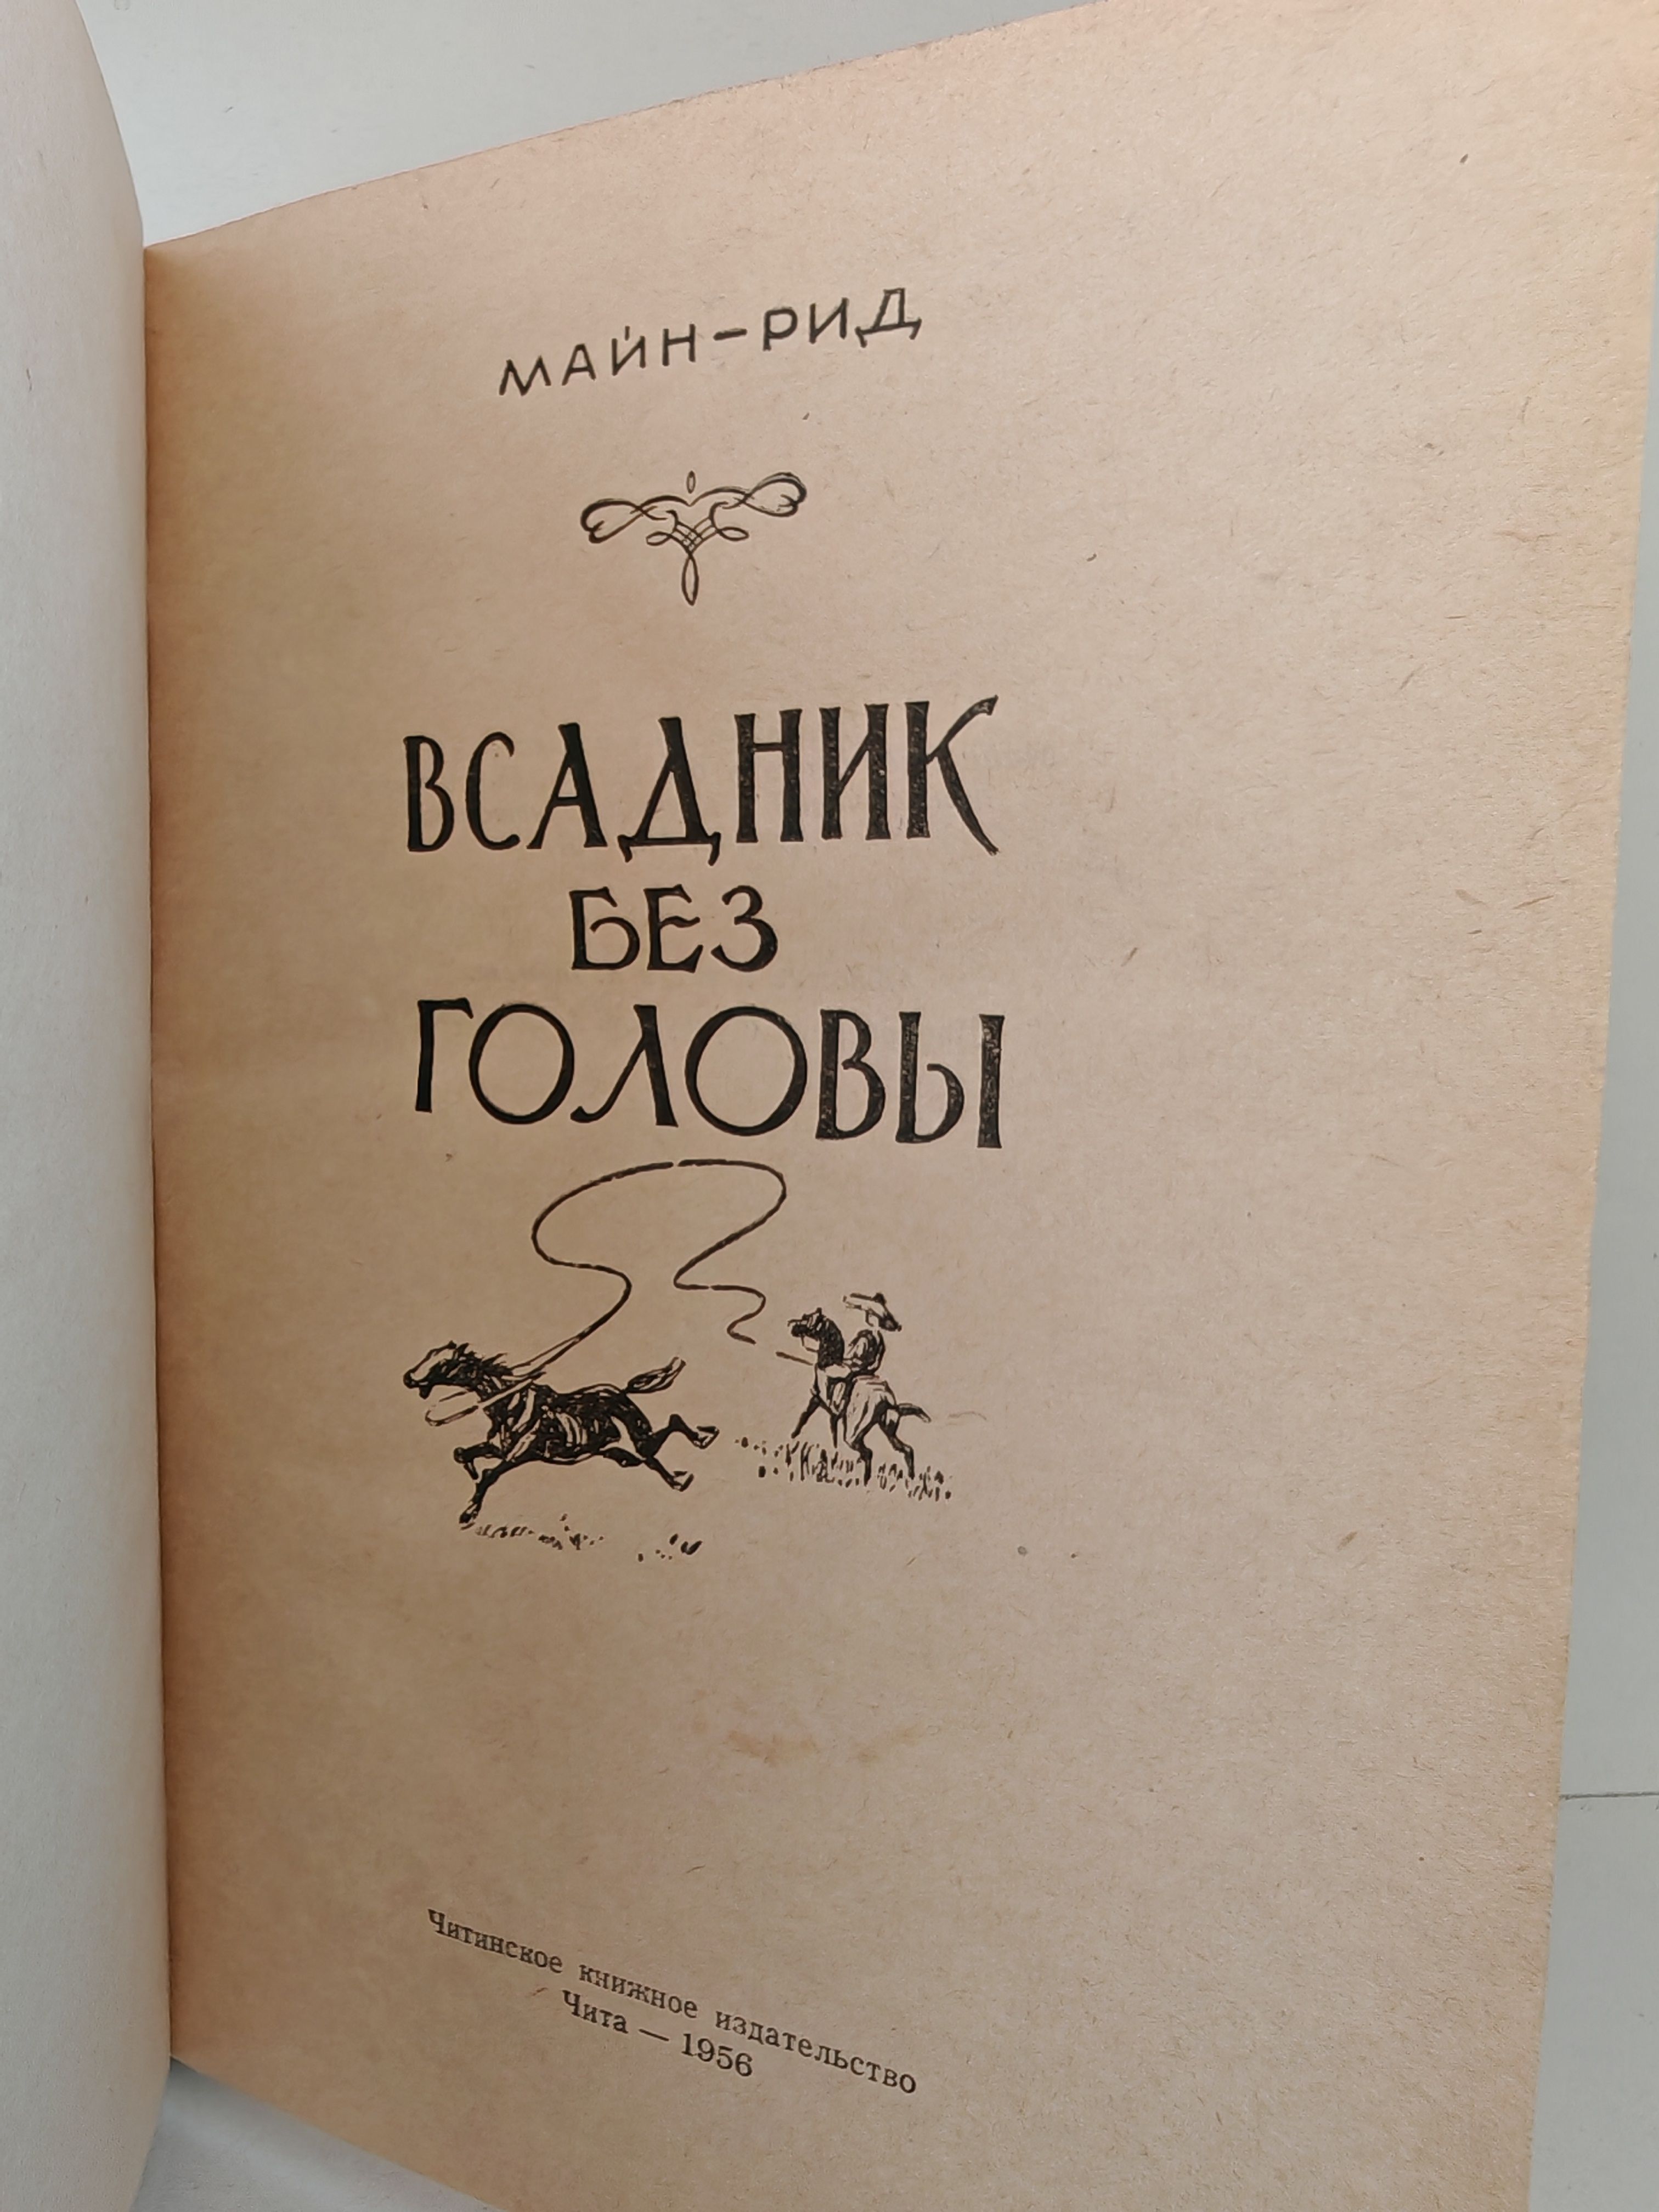 МАЙН-РИД
ВСАДНИК
БЕЗ
ГОЛОВЫ
Читинское книжное издательство
Чита — 1956